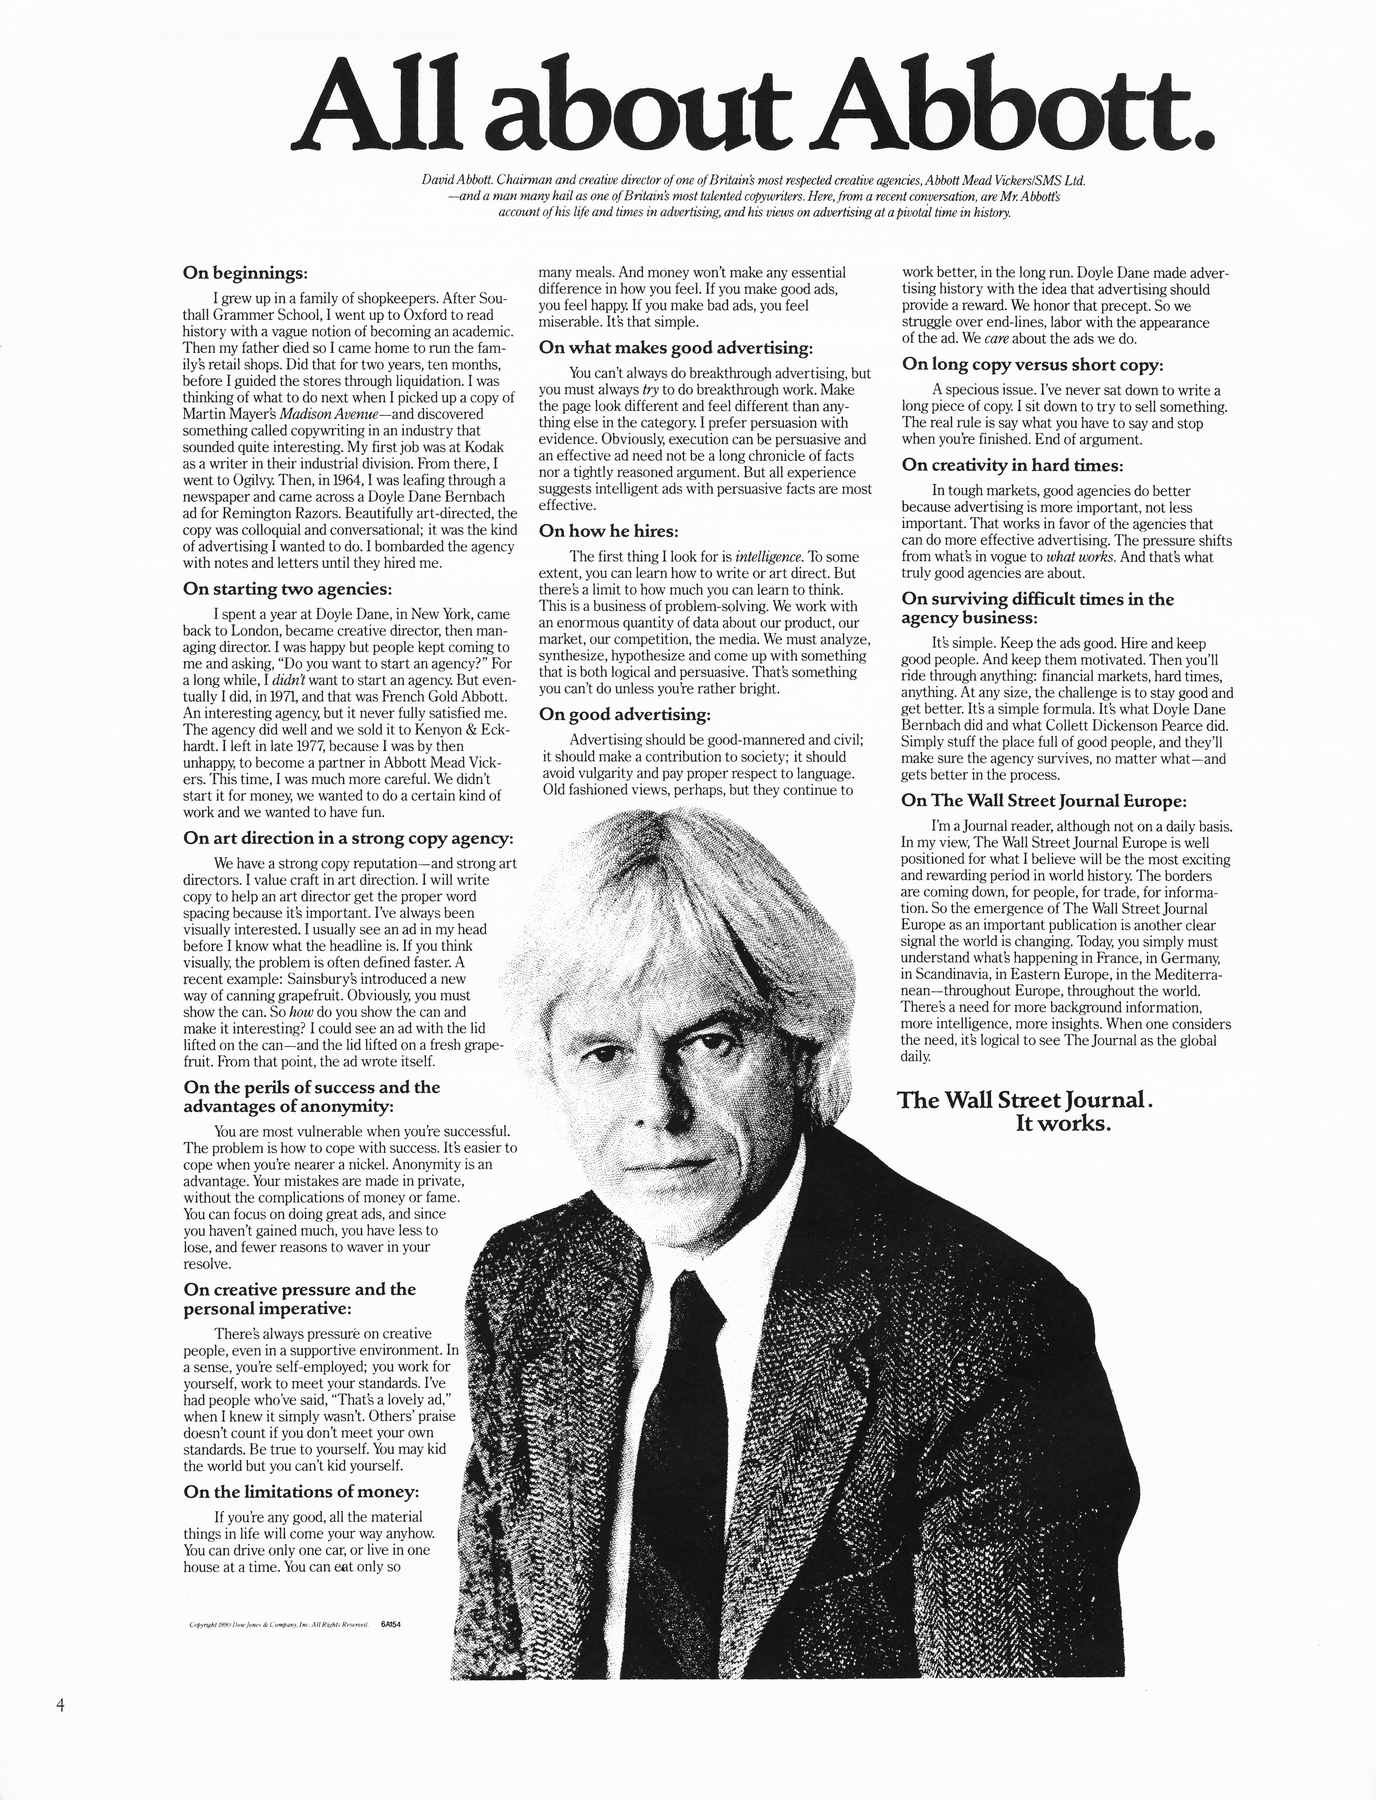 All about Abbott.
David Abbott. Chairman and creative director of one of Britain's most respected creative agencies, Abbott Mead Vickers/SMS Ltd.
—and a man many hail as one of Britain's most talented copywriters. Here, from a recent conversation, are Mr. Abbott's
account of his life and times in advertising, and his views on advertising at a pivotal time in history.
On beginnings:
I grew up in a family of shopkeepers. After Sou-
thall Grammer School, I went up to Oxford to read
history with a vague notion of becoming an academic.
Then my father died so I came home to run the fam-
ily's retail shops. Did that for two years, ten months,
before I guided the stores through liquidation. I was
thinking of what to do next when I picked up a copy of
Martin Mayer's Madison Avenue—and discovered
something called copywriting in an industry that
sounded quite interesting. My first job was at Kodak
as a writer in their industrial division. From there, I
went to Ogilvy. Then, in 1964, I was leafing through a
newspaper and came across a Doyle Dane Bernbach
ad for Remington Razors. Beautifully art-directed, the
copy was colloquial and conversational; it was the kind
of advertising I wanted to do. I bombarded the agency
with notes and letters until they hired me.
On starting two agencies:
I spent a year at Doyle Dane, in New York, came
back to London, became creative director, then man-
aging director. I was happy but people kept coming to
me and asking, "Do you want to start an agency?" For
a long while, I didn't want to start an agency. But even-
tually I did, in 1971, and that was French Gold Abbott.
An interesting agency, but it never fully satisfied me.
The agency did well and we sold it to Kenyon & Eck-
hardt. I left in late 1977, because I was by then
unhappy, to become a partner in Abbott Mead Vick-
ers. This time, I was much more careful. We didn't
start it for money, we wanted to do a certain kind of
work and we wanted to have fun.
On art direction in a strong copy agency:
We have a strong copy reputation—and strong art
directors. I value craft in art direction. I will write
copy to help an art director get the proper word
spacing because it's important. I've always been
visually interested. I usually see an ad in my head
before I know what the headline is. If you think
visually, the problem is often defined faster. A
recent example: Sainsbury's introduced a new
way of canning grapefruit. Obviously, you must
show the can. So how do you show the can and
make it interesting? I could see an ad with the lid
lifted on the can—and the lid lifted on a fresh grape-
fruit. From that point, the ad wrote itself.
On the perils of success and the
advantages of anonymity:
You are most vulnerable when you're successful.
The problem is how to cope with success. It's easier to
cope when you're nearer a nickel. Anonymity is an
advantage. Your mistakes are made in private,
without the complications of money or fame.
You can focus on doing great ads, and since
you haven't gained much, you have less to
lose, and fewer reasons to waver in your
resolve.
On creative pressure and the
personal imperative:
There's always pressure on creative
people, even in a supportive environment. In
a sense, you're self-employed; you work for
yourself, work to meet your standards. I've
had people who've said, "That's a lovely ad,"
when I knew it simply wasn't. Others' praise
doesn't count if you don't meet your own
standards. Be true to yourself. You may kid
the world but you can't kid yourself.
On the limitations of money:
If you're any good, all the material
things in life will come your way anyhow.
You can drive only one car, or live in one
house at a time. You can eat only so
many meals. And money won't make any essential
difference in how you feel. If you make good ads,
you feel happy. If you make bad ads, you feel
miserable. It's that simple.
On what makes good advertising:
You can't always do breakthrough advertising, but
you must always try to do breakthrough work. Make
the page look different and feel different than any-
thing else in the category. I prefer persuasion with
evidence. Obviously, execution can be persuasive and
an effective ad need not be a long chronicle of facts
nor a tightly reasoned argument. But all experience
suggests intelligent ads with persuasive facts are most
effective.
On how he hires:
The first thing I look for is intelligence. To some
extent, you can learn how to write or art direct. But
there's a limit to how much you can learn to think.
This is a business of problem-solving. We work with
an enormous quantity of data about our product, our
market, our competition, the media. We must analyze,
synthesize, hypothesize and come up with something
that is both logical and persuasive. That's something
you can't do unless you're rather bright.
On good advertising:
Advertising should be good-mannered and civil;
it should make a contribution to society; it should
avoid vulgarity and pay proper respect to language.
Old fashioned views, perhaps, but they continue to
work better, in the long run. Doyle Dane made adver-
tising history with the idea that advertising should
provide a reward. We honor that precept. So we
struggle over end-lines, labor with the appearance
of the ad. We care about the ads we do.
On long copy versus short copy:
A specious issue. I've never sat down to write a
long piece of copy. I sit down to try to sell something.
The real rule is say what you have to say and stop
when you're finished. End of argument.
On creativity in hard times:
In tough markets, good agencies do better
because advertising is more important, not less
important. That works in favor of the agencies that
can do more effective advertising. The pressure shifts
from what's in vogue to what works. And that's what
truly good agencies are about.
On surviving difficult times in the
agency business:
It's simple. Keep the ads good. Hire and keep
good people. And keep them motivated. Then you'll
ride through anything: financial markets, hard times,
anything. At any size, the challenge is to stay good and
get better. It's a simple formula. It's what Doyle Dane
Bernbach did and what Collett Dickenson Pearce did.
Simply stuff the place full of good people, and they'll
make sure the agency survives, no matter what—and
gets better in the process.
On The Wall Street Journal Europe:
I'm a Journal reader, although not on a daily basis.
In my view, The Wall Street Journal Europe is well
positioned for what I believe will be the most exciting
and rewarding period in world history. The borders
are coming down, for people, for trade, for informa-
tion. So the emergence of The Wall Street Journal
Europe as an important publication is another clear
signal the world is changing. Today, you simply must
understand what's happening in France, in Germany,
in Scandinavia, in Eastern Europe, in the Mediterra-
nean—throughout Europe, throughout the world.
There's a need for more background information,
more intelligence, more insights. When one considers
the need, it's logical to see The Journal as the global
daily.
The Wall Street Journal.
It works.
Copyright 1990 Dow Jones & Company, Inc. All Rights Reserved. 6A154
4